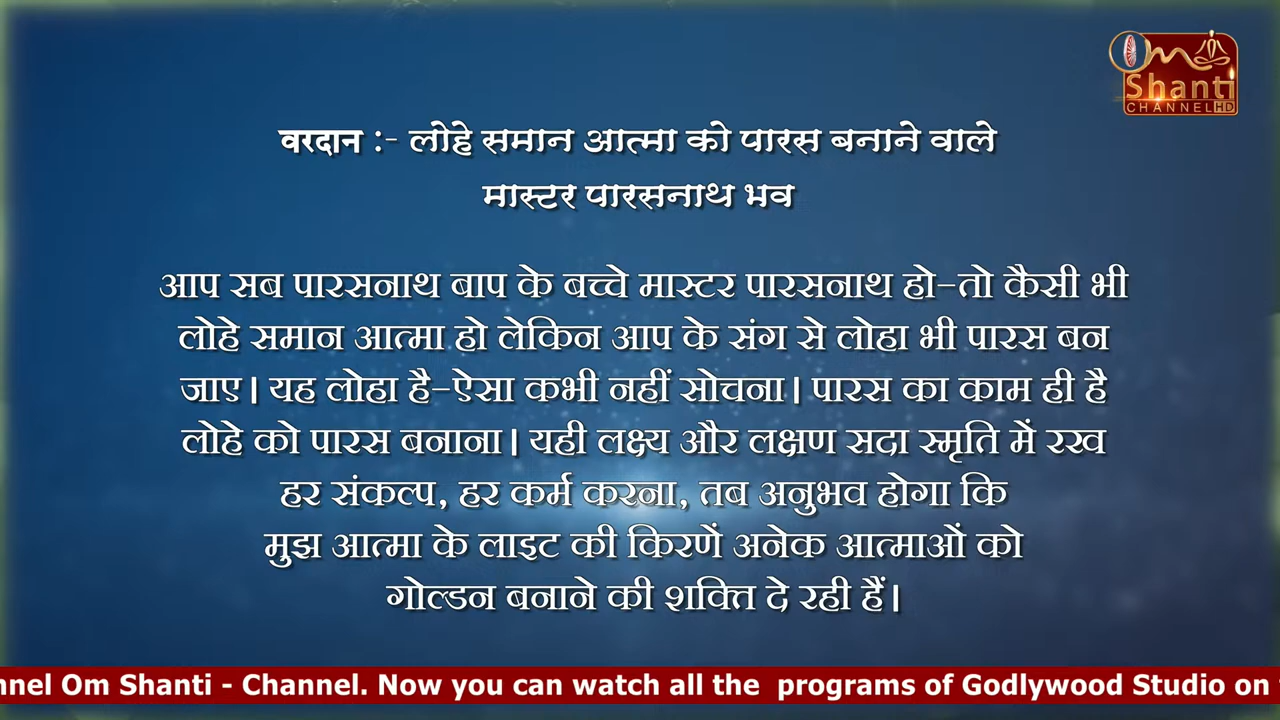 Om
Shanti
CHANNEL HD
वरदान :- लोहे समान आत्मा को पारस बनाने वाले
मास्टर पारसनाथ भव
आप सब पारसनाथ बाप के बच्चे मास्टर पारसनाथ हो-तो कैसी भी
लोहे समान आत्मा हो लेकिन आप के संग से लोहा भी पारस बन
जाए। यह लोहा है-ऐसा कभी नहीं सोचना। पारस का काम ही है
लोहे को पारस बनाना। यही लक्ष्य और लक्षण सदा स्मृति में रख
हर संकल्प, हर कर्म करना, तब अनुभव होगा कि
मुझ आत्मा के लाइट की किरणें अनेक आत्माओं को
गोल्डन बनाने की शक्ति दे रही हैं।
nnel Om Shanti - Channel. Now you can watch all the programs of Godlywood Studio on